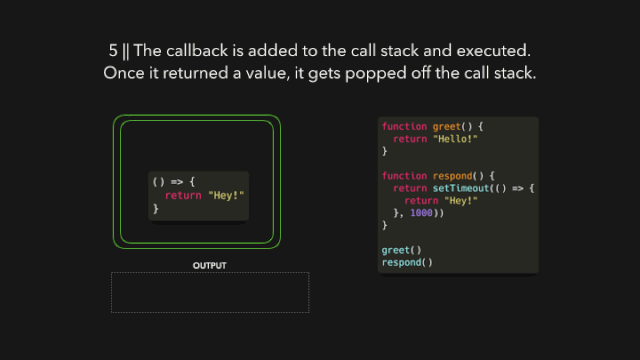 5 || The callback is added to the call stack and executed.
Once it returned a value, it gets popped off the call stack.
() => {
  return "Hey!"
}
OUTPUT
function greet() {
  return "Hello!"
}
function respond() {
  return setTimeout(() => {
    return "Hey!"
  }, 1000))
}
greet()
respond()